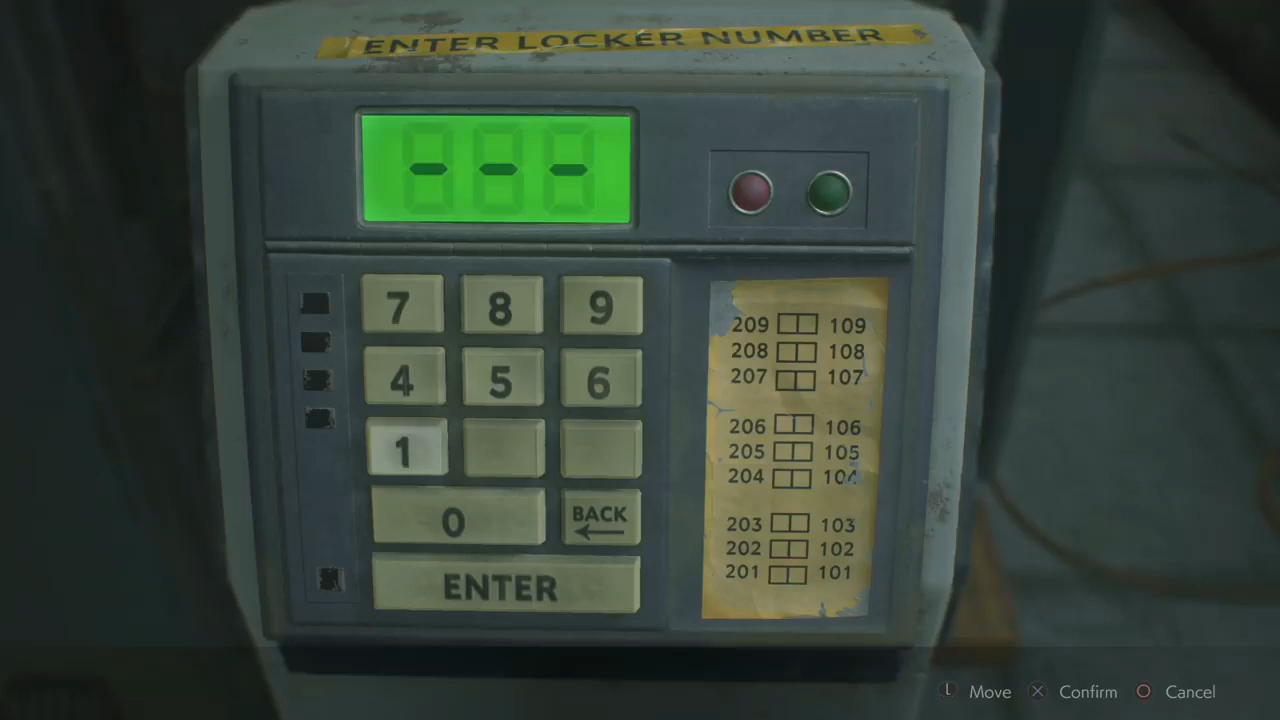 ENTER LOCKER NUMBER
7 8 9
4 5 6
1
0 BACK
ENTER
209 109
208 108
207 107
206 106
205 105
204 104
203 103
202 102
201 101
L Move X Confirm O Cancel